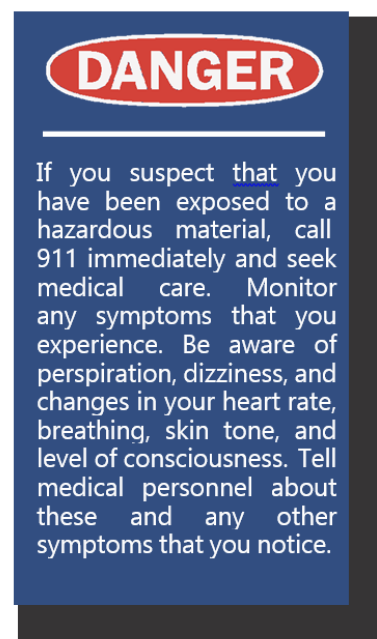 DANGER
If you suspect that you
have been exposed to a
hazardous material, call
911 immediately and seek
medical care. Monitor
any symptoms that you
experience. Be aware of
perspiration, dizziness, and
changes in your heart rate,
breathing, skin tone, and
level of consciousness. Tell
medical personnel about
these and any other
symptoms that you notice.